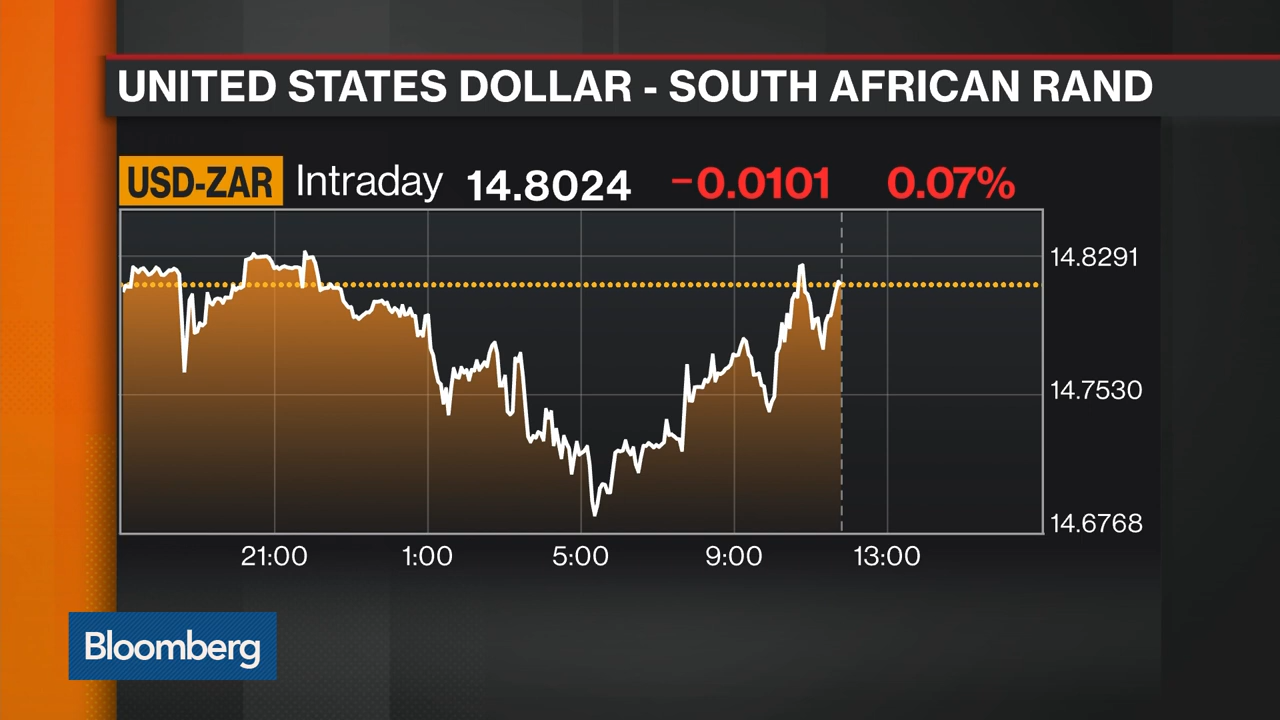 UNITED STATES DOLLAR - SOUTH AFRICAN RAND
USD-ZAR Intraday 14.8024 -0.0101 0.07%
14.8291
14.7530
14.6768
21:00 1:00 5:00 9:00 13:00
Bloomberg